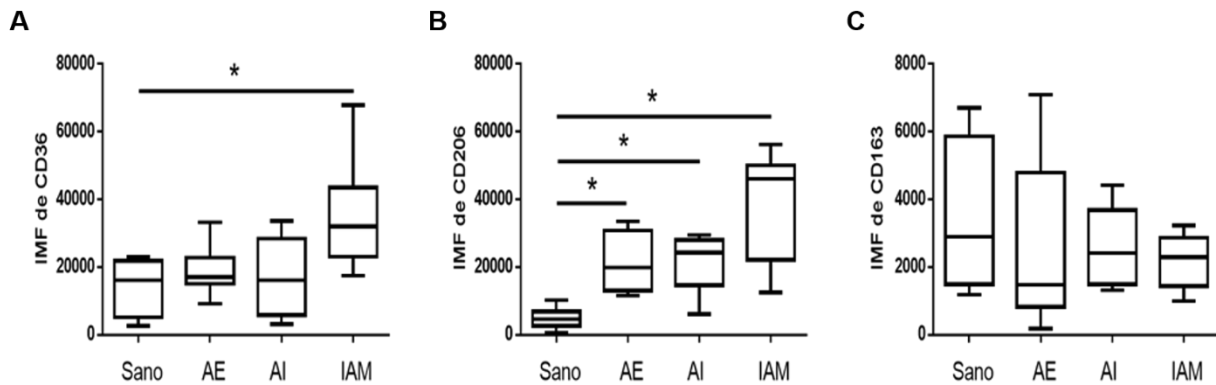 A
IMF de CD36
80000
60000
40000
20000
0
*
Sano AE AI IAM
B
IMF de CD206
80000
60000
40000
20000
0
*
*
*
Sano AE AI IAM
C
IMF de CD163
8000
6000
4000
2000
0
Sano AE AI IAM